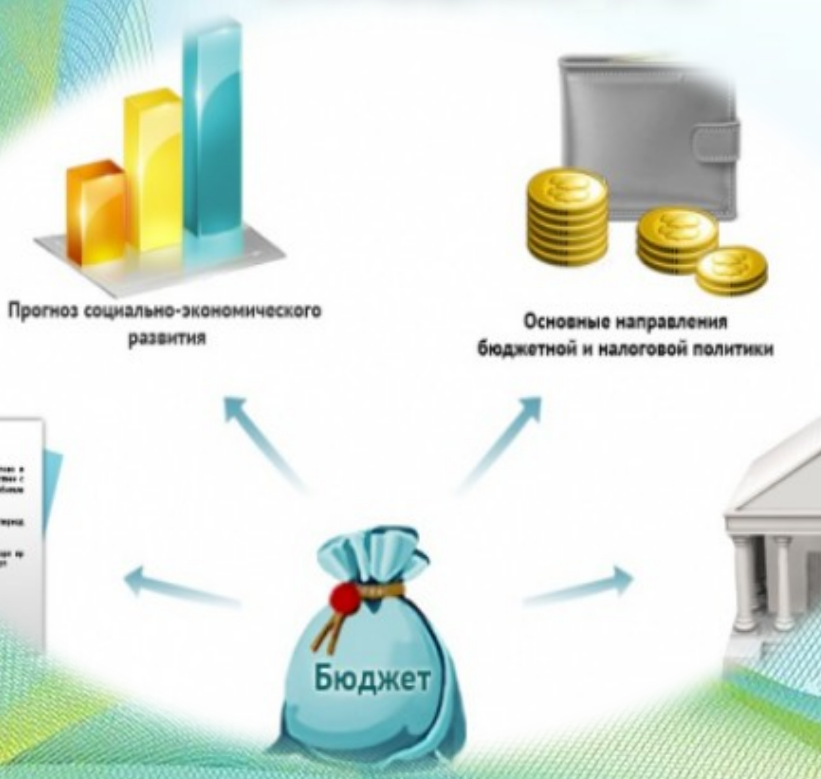 Прогноз социально-экономического
развития
Основные направления
бюджетной и налоговой политики
Бюджет